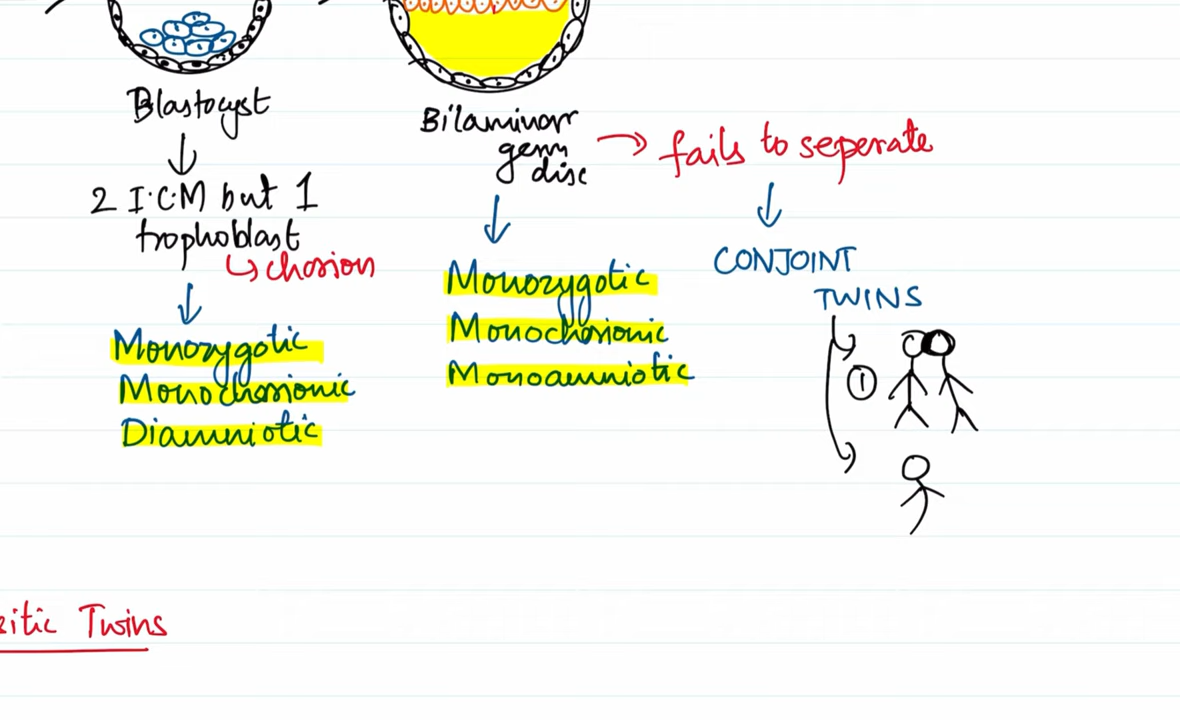 Blastocyst
2 I.C.M but 1
trophoblast
chorion
Monozygotic
Monochorionic
Diamniotic
Bilaminar
germ
disc
Monozygotic
Monochorionic
Monoamniotic
fails to seperate
CONJOINT
TWINS
1
Twins